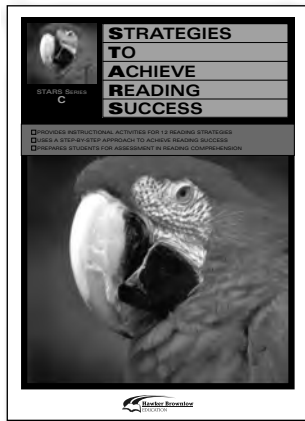 STRATEGIES
TO
ACHIEVE
READING
SUCCESS
STARS SERIES
C
PROVIDES INSTRUCTIONAL ACTIVITIES FOR 12 READING STRATEGIES
USES A STEP-BY-STEP APPROACH TO ACHIEVE READING SUCCESS
PREPARES STUDENTS FOR ASSESSMENT IN READING COMPREHENSION
Hawker Brownlow
EDUCATION